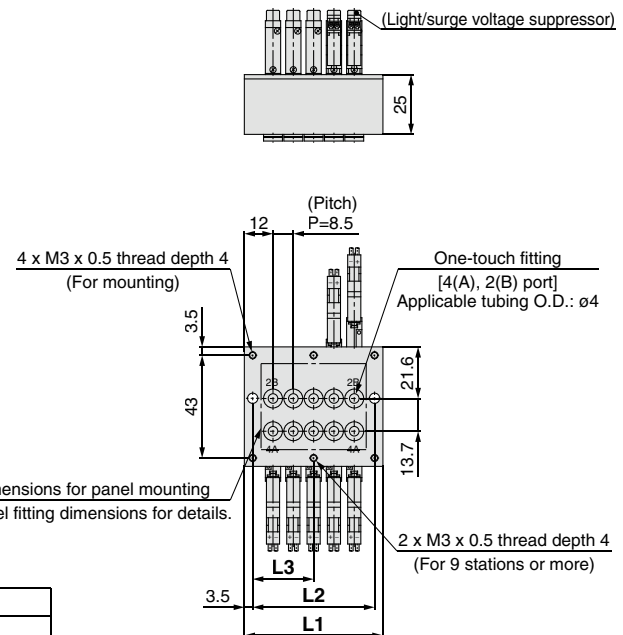 (Light/surge voltage suppressor)
25
(Pitch)
12
P=8.5
4 x M3 x 0.5 thread depth 4
(For mounting)
One-touch fitting
[4(A), 2(B) port]
Applicable tubing O.D.: ø4
3.5
2B
2B
21.6
43
4A
4A
13.7
mensions for panel mounting
el fitting dimensions for details.
2 x M3 x 0.5 thread depth 4
(For 9 stations or more)
L3
3.5
L2
L1